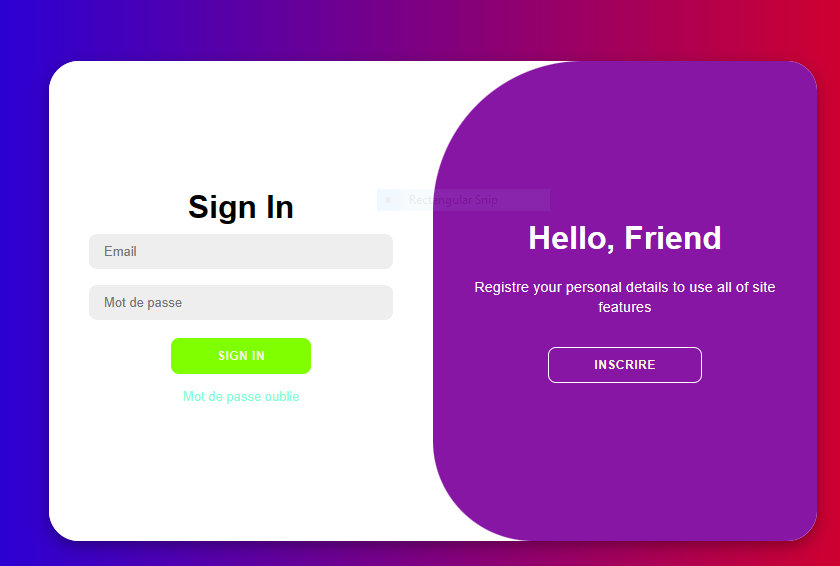 Sign In
Email
Mot de passe
SIGN IN
Mot de passe oublie
Rectangular Snip
Hello, Friend
Registre your personal details to use all of site
features
INSCRIRE